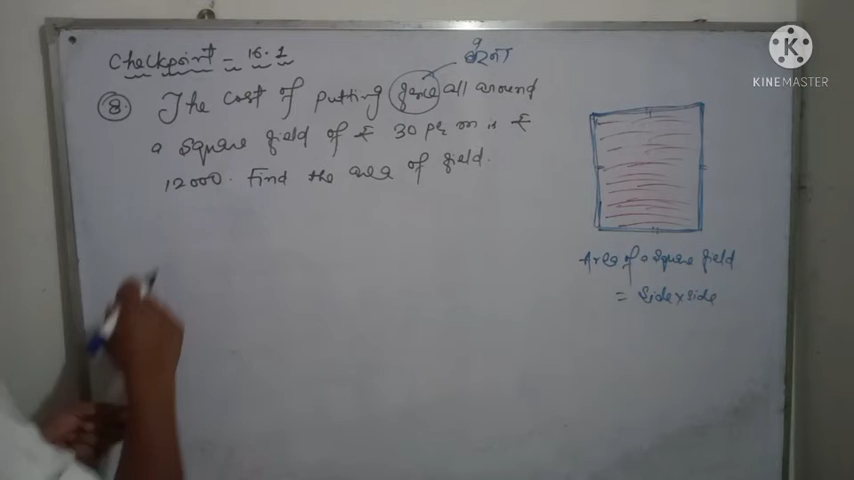 Checkpoint - 16.1
घेरना
8. The cost of putting fence all around
a square field of ₹ 30 per m is ₹
12000. Find the area of field.
Area of a square field
= side × side
K
KINEMASTER